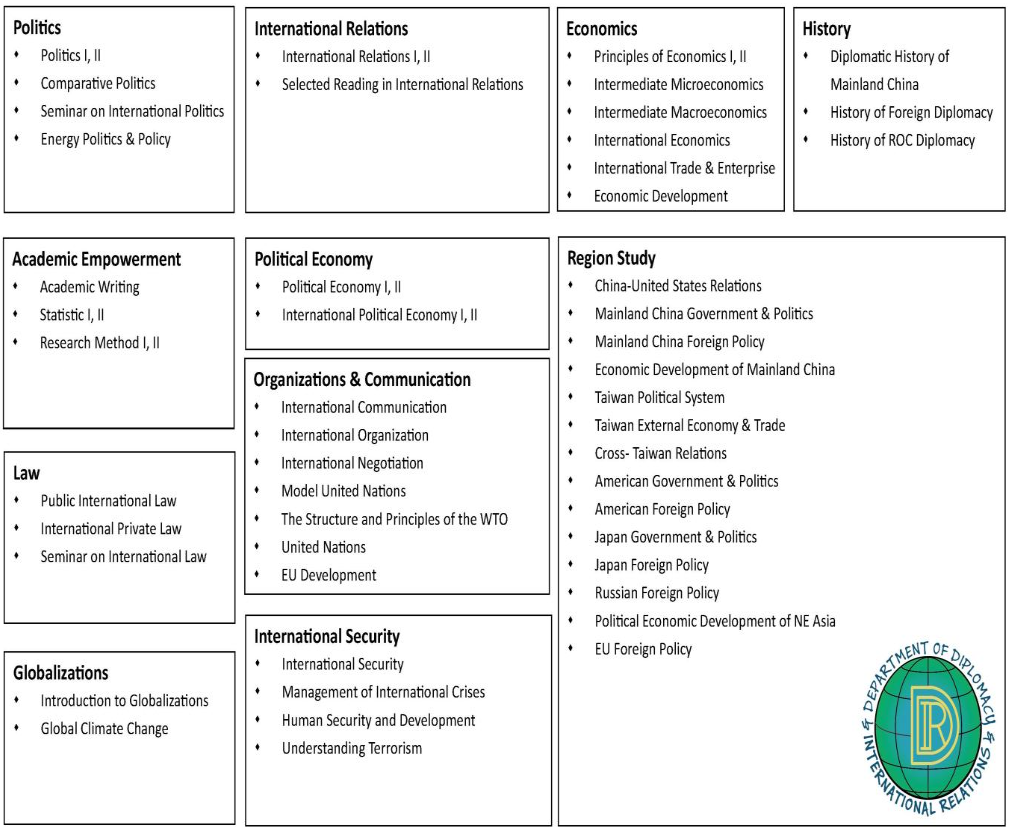 Politics
⬧ Politics I, II
⬧ Comparative Politics
⬧ Seminar on International Politics
⬧ Energy Politics & Policy
International Relations
⬧ International Relations I, II
⬧ Selected Reading in International Relations
Economics
⬧ Principles of Economics I, II
⬧ Intermediate Microeconomics
⬧ Intermediate Macroeconomics
⬧ International Economics
⬧ International Trade & Enterprise
⬧ Economic Development
History
⬧ Diplomatic History of
Mainland China
⬧ History of Foreign Diplomacy
⬧ History of ROC Diplomacy
Academic Empowerment
⬧ Academic Writing
⬧ Statistic I, II
⬧ Research Method I, II
Political Economy
⬧ Political Economy I, II
⬧ International Political Economy I, II
Organizations & Communication
⬧ International Communication
⬧ International Organization
⬧ International Negotiation
⬧ Model United Nations
⬧ The Structure and Principles of the WTO
⬧ United Nations
⬧ EU Development
Region Study
⬧ China-United States Relations
⬧ Mainland China Government & Politics
⬧ Mainland China Foreign Policy
⬧ Economic Development of Mainland China
⬧ Taiwan Political System
⬧ Taiwan External Economy & Trade
⬧ Cross- Taiwan Relations
⬧ American Government & Politics
⬧ American Foreign Policy
⬧ Japan Government & Politics
⬧ Japan Foreign Policy
⬧ Russian Foreign Policy
⬧ Political Economic Development of NE Asia
⬧ EU Foreign Policy
Law
⬧ Public International Law
⬧ International Private Law
⬧ Seminar on International Law
International Security
⬧ International Security
⬧ Management of International Crises
⬧ Human Security and Development
⬧ Understanding Terrorism
Globalizations
⬧ Introduction to Globalizations
⬧ Global Climate Change
DEPARTMENT OF DIPLOMACY &
INTERNATIONAL RELATIONS &
DIR